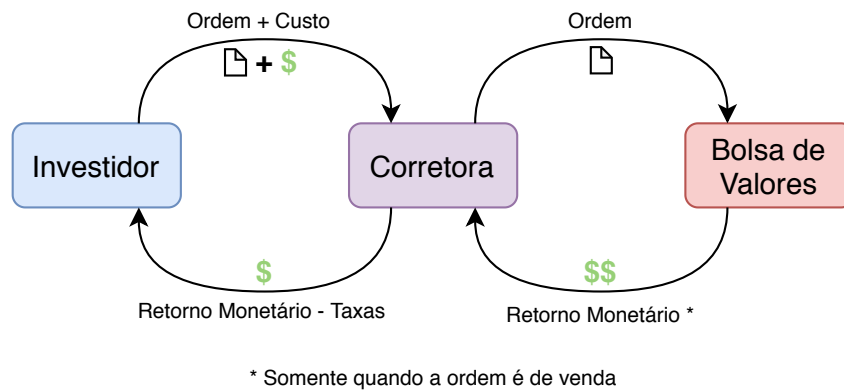 Ordem + Custo
Ordem
+ $
Investidor
Corretora
Bolsa de
Valores
$
$$
Retorno Monetário - Taxas
Retorno Monetário *
* Somente quando a ordem é de venda